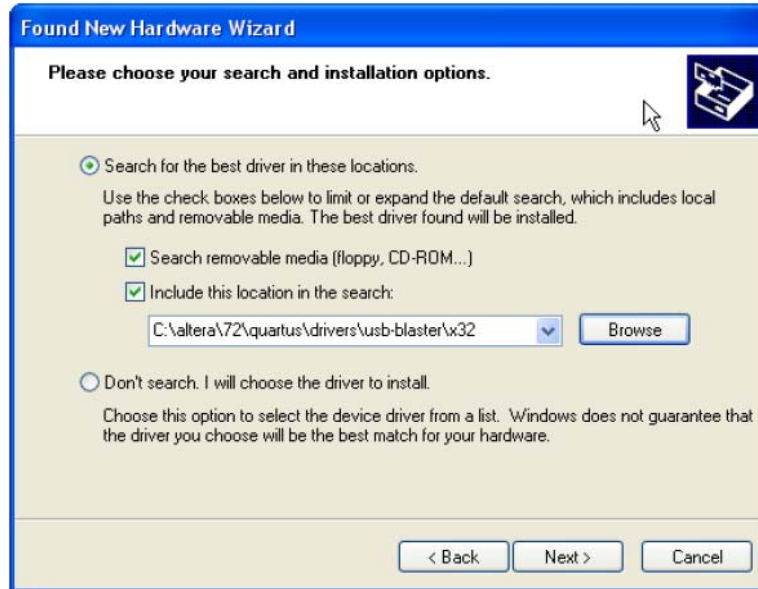 Found New Hardware Wizard
Please choose your search and installation options.
Search for the best driver in these locations.
Use the check boxes below to limit or expand the default search, which includes local
paths and removable media. The best driver found will be installed.
Search removable media (floppy, CD-ROM...)
Include this location in the search:
C:\altera\72\quartus\drivers\usb-blaster\x32
Browse
Don't search. I will choose the driver to install.
Choose this option to select the device driver from a list. Windows does not guarantee that
the driver you choose will be the best match for your hardware.
< Back Next > Cancel